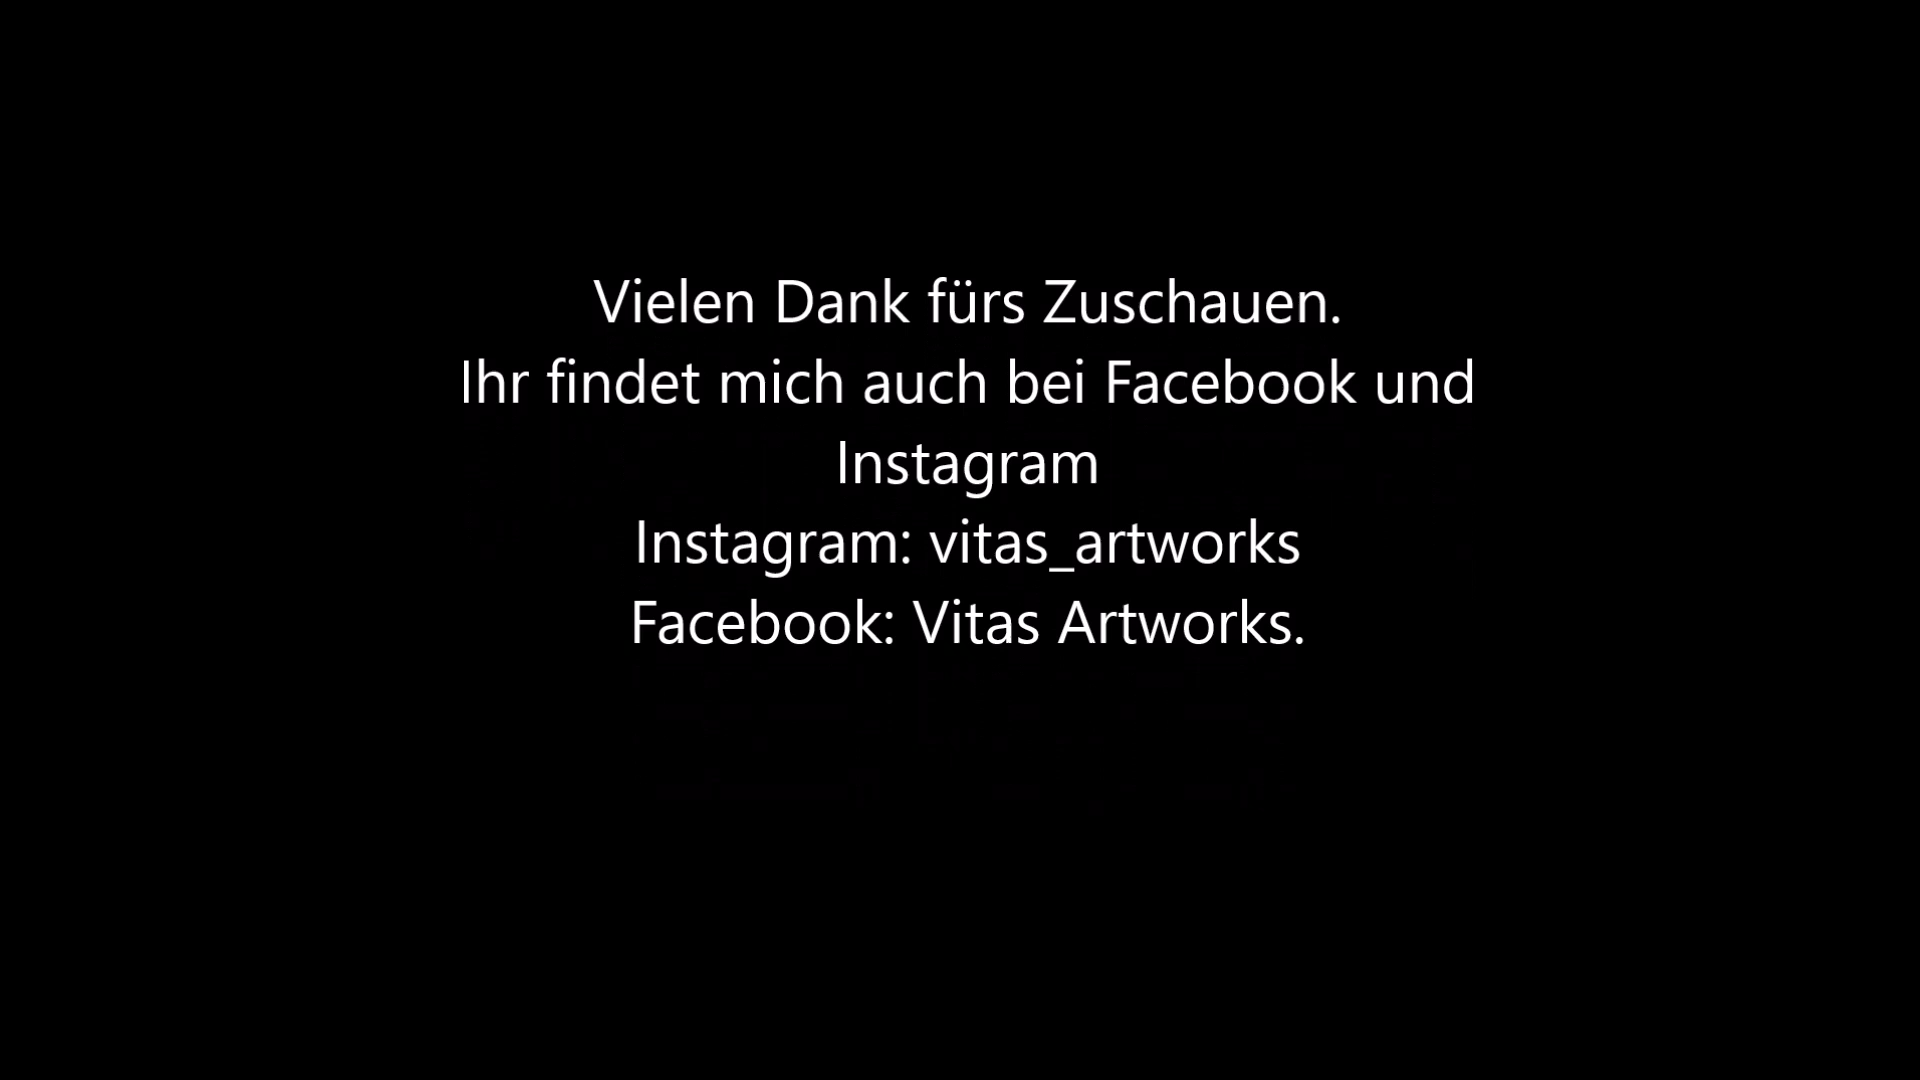 Vielen Dank fürs Zuschauen.
Ihr findet mich auch bei Facebook und
Instagram
Instagram: vitas_artworks
Facebook: Vitas Artworks.